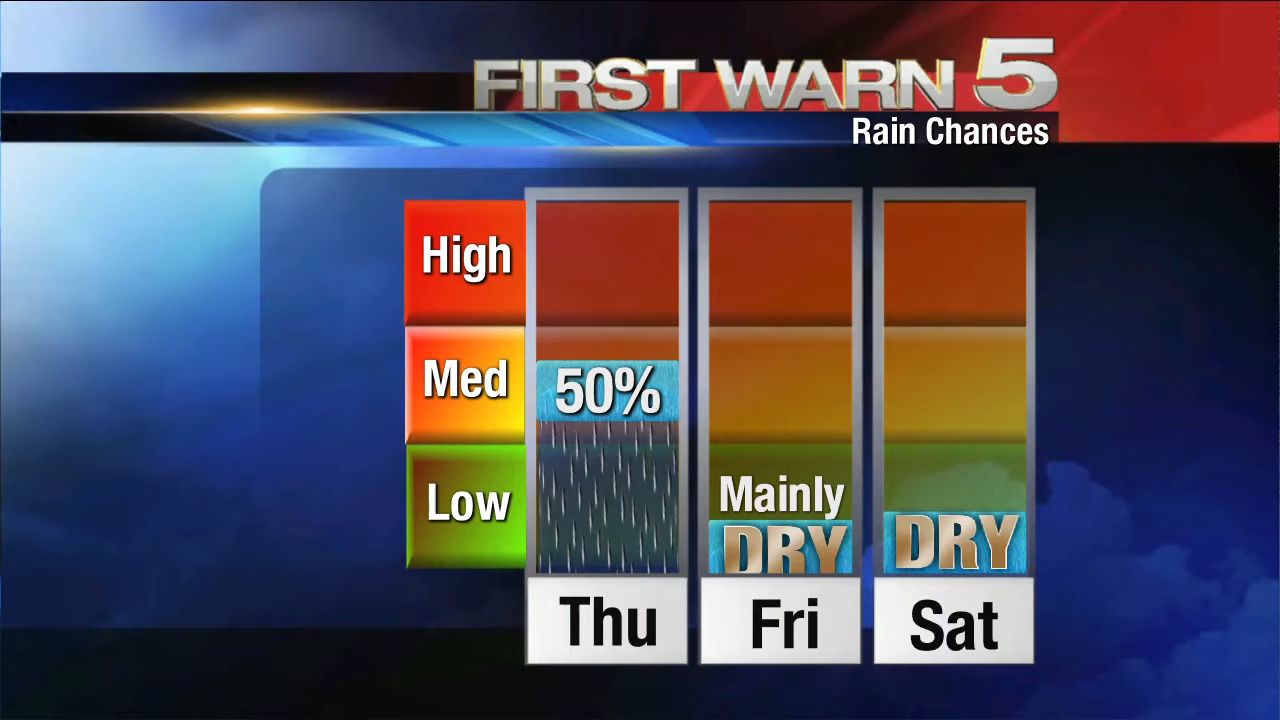 FIRST WARN 5
Rain Chances
High
Med
Low
50%
Mainly
DRY
DRY
Thu
Fri
Sat